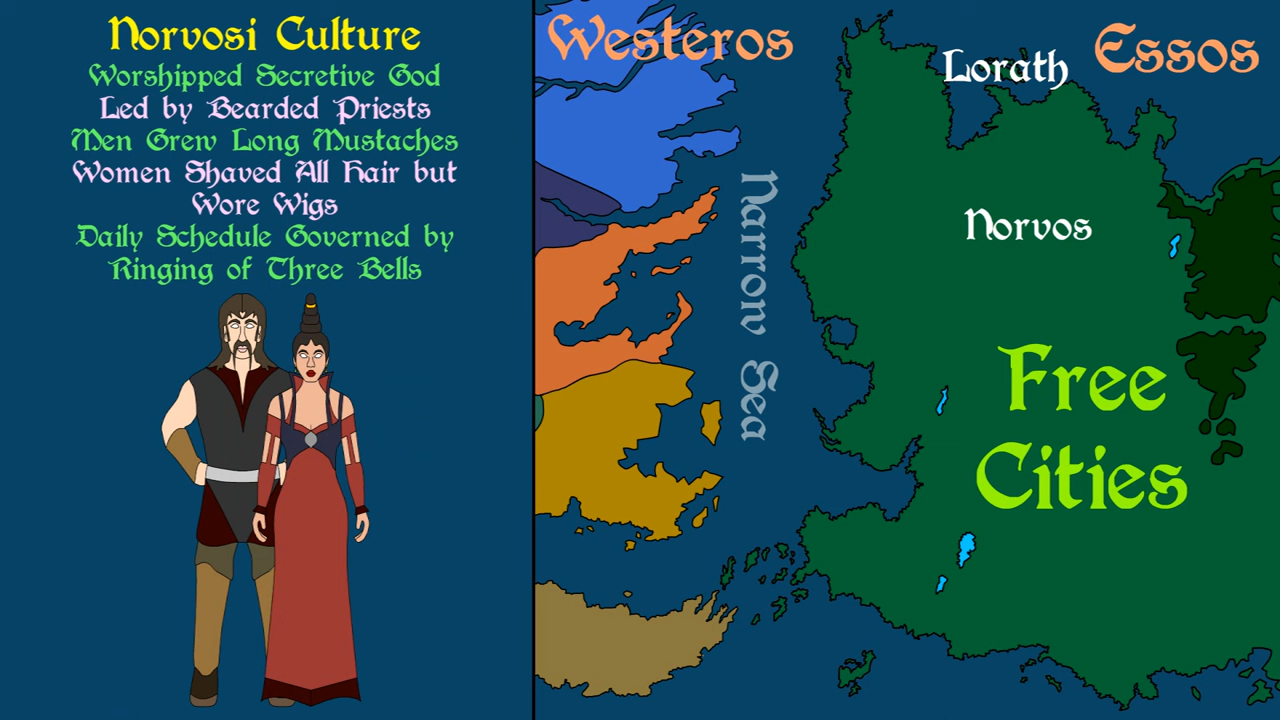 Norvosi Culture
Worshipped Secretive God
Led by Bearded Priests
Men Grew Long Mustaches
Women Shaved All Hair but
Wore Wigs
Daily Schedule Governed by
Ringing of Three Bells
Westeros
Essos
Lorath
Narrow Sea
Norvos
Free
Cities